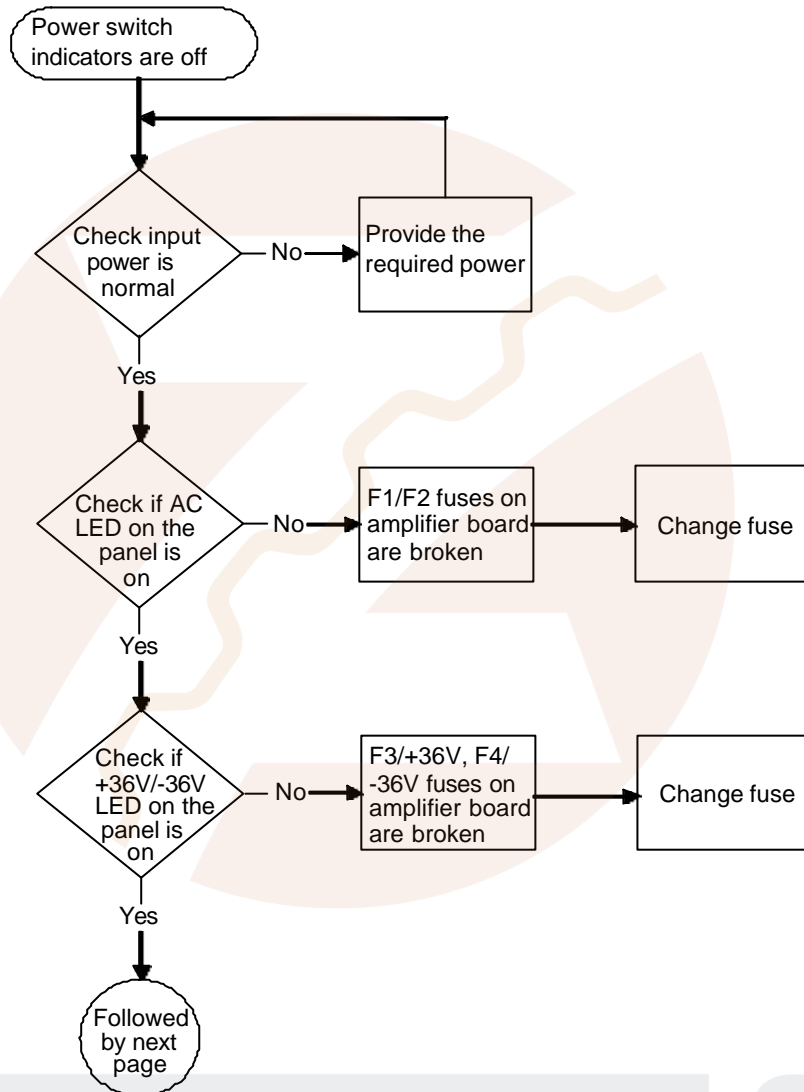 Power switch
indicators are off
Check input
power is
normal
No
Provide the
required power
Yes
Check if AC
LED on the
panel is
on
No
F1/F2 fuses on
amplifier board
are broken
Change fuse
Yes
Check if
+36V/-36V
LED on the
panel is
on
No
F3/+36V, F4/
-36V fuses on
amplifier board
are broken
Change fuse
Yes
Followed
by next
page